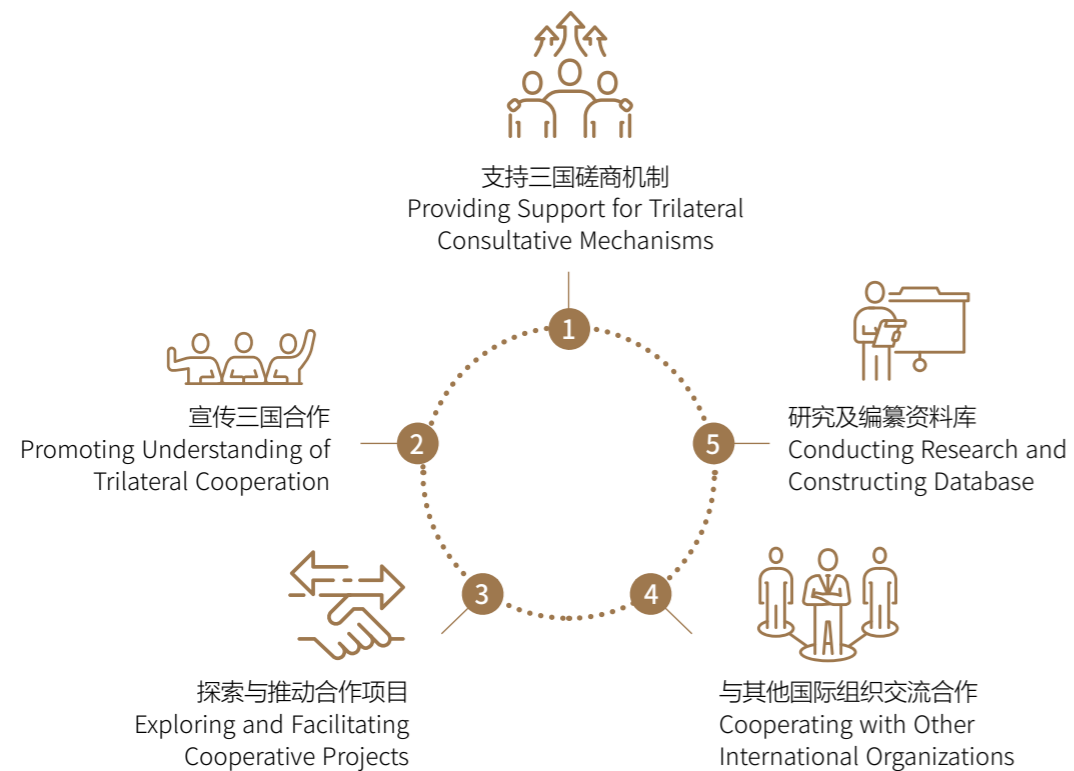 支持三国磋商机制
Providing Support for Trilateral
Consultative Mechanisms
1
宣传三国合作
Promoting Understanding of
Trilateral Cooperation
2
探索与推动合作项目
Exploring and Facilitating
Cooperative Projects
3
与其他国际组织交流合作
Cooperating with Other
International Organizations
4
研究及编纂资料库
Conducting Research and
Constructing Database
5